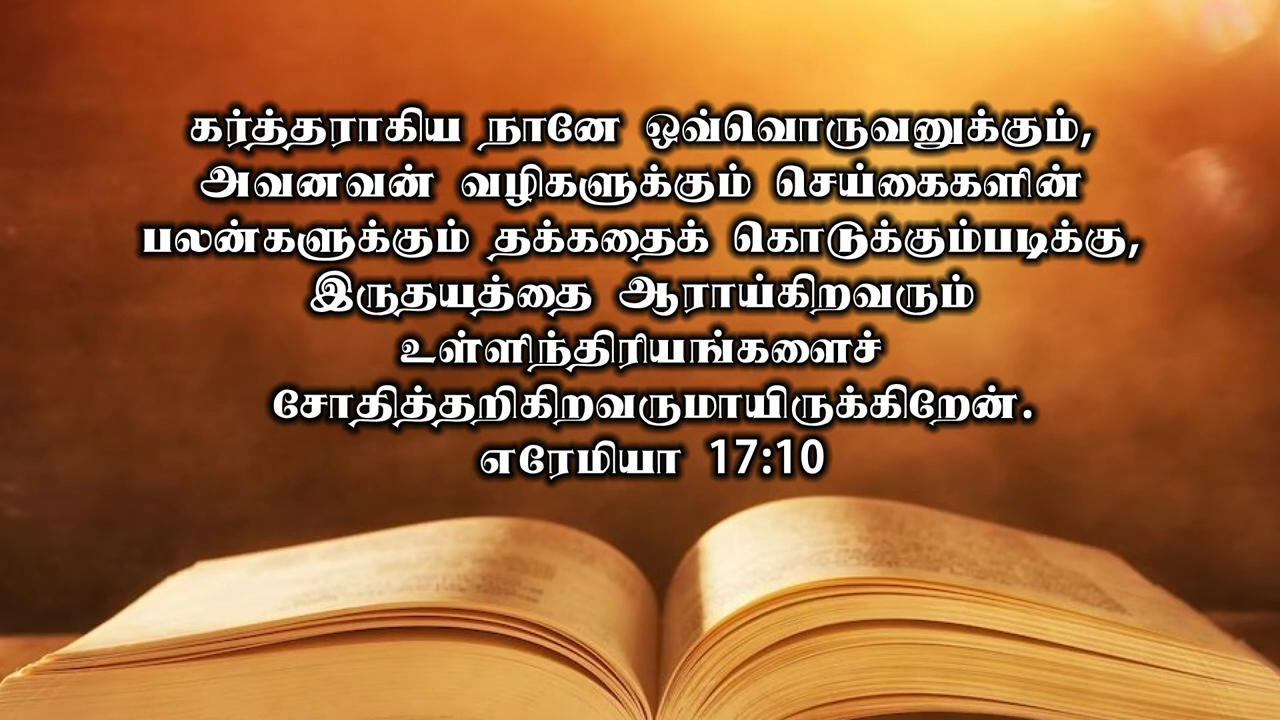 கர்த்தராகிய நானே ஒவ்வொருவனுக்கும்,
அவனவன் வழிகளுக்கும் செய்கைகளின்
பலன்களுக்கும் தக்கதைக் கொடுக்கும்படிக்கு,
இருதயத்தை ஆராய்கிறவரும்
உள்ளிந்திரியங்களைச்
சோதித்தறிகிறவருமாயிருக்கிறேன்.
எரேமியா 17:10